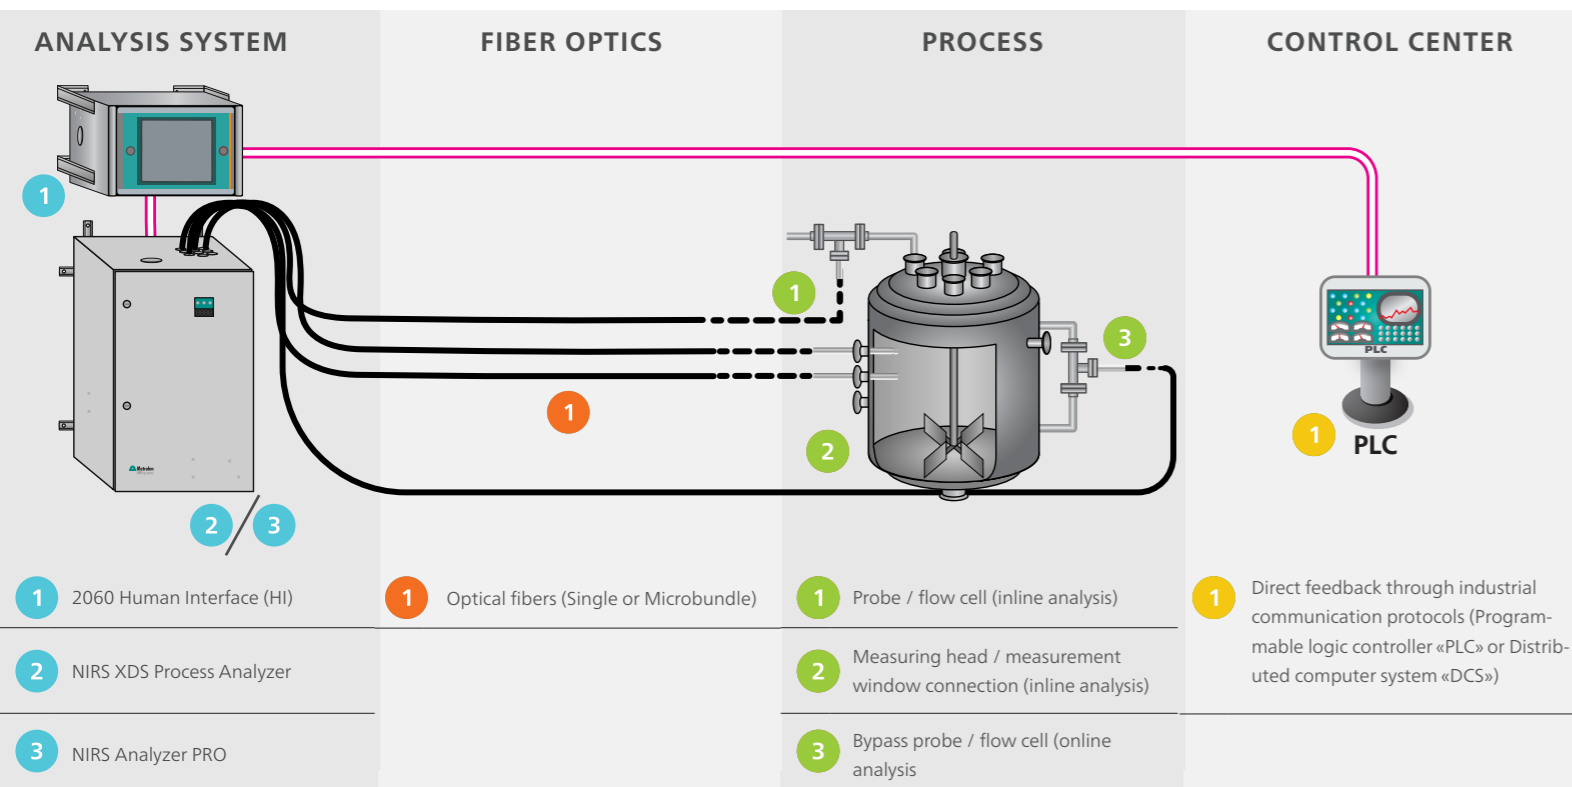 ANALYSIS SYSTEM
FIBER OPTICS
PROCESS
CONTROL CENTER
1
1
3
PLC
1
2
1
PLC
2
3
Metrohm
1
2060 Human Interface (HI)
2
NIRS XDS Process Analyzer
3
NIRS Analyzer PRO
1
Optical fibers (Single or Microbundle)
1
Probe / flow cell (inline analysis)
2
Measuring head / measurement
window connection (inline analysis)
3
Bypass probe / flow cell (online
analysis
1
Direct feedback through industrial
communication protocols (Program-
mable logic controller «PLC» or Distrib-
uted computer system «DCS»)